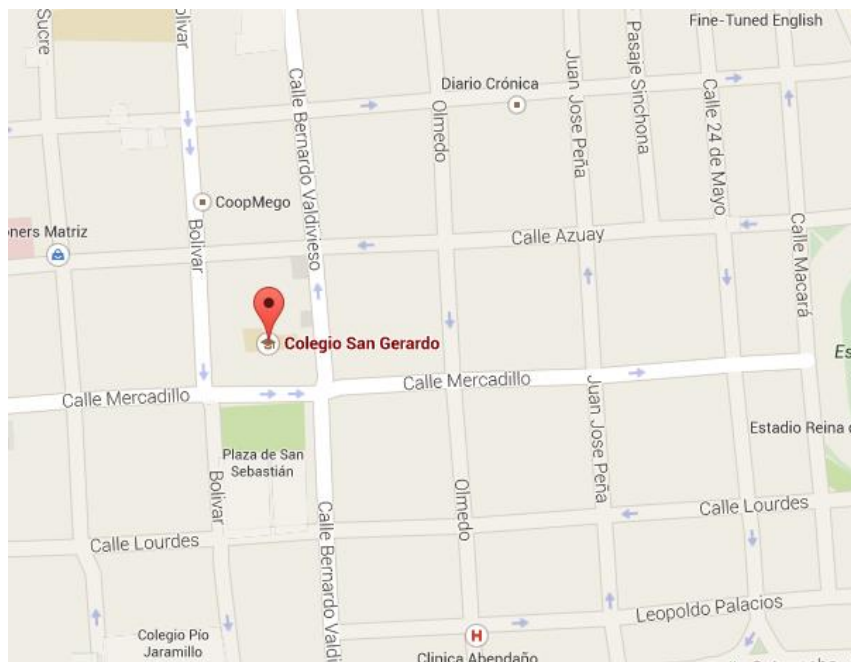 Sucre
Bolivar
Calle Bernardo Valdivieso
Olmedo
Diario Crónica
Juan Jose Peña
Pasaje Sinchona
Fine-Tuned English
Calle 24 de Mayo
CoopMego
oners Matriz
Bolivar
Calle Azuay
Calle Macará
Colegio San Gerardo
Calle Mercadillo
Calle Mercadillo
Es
Juan Jose Peña
Estadio Reina
Plaza de San
Sebastián
Bolivar
Olmedo
Calle Bernardo Valdivi
Calle Lourdes
Calle Lourdes
Leopoldo Palacios
Colegio Pío
Jaramillo
H
Clinica Abendaño